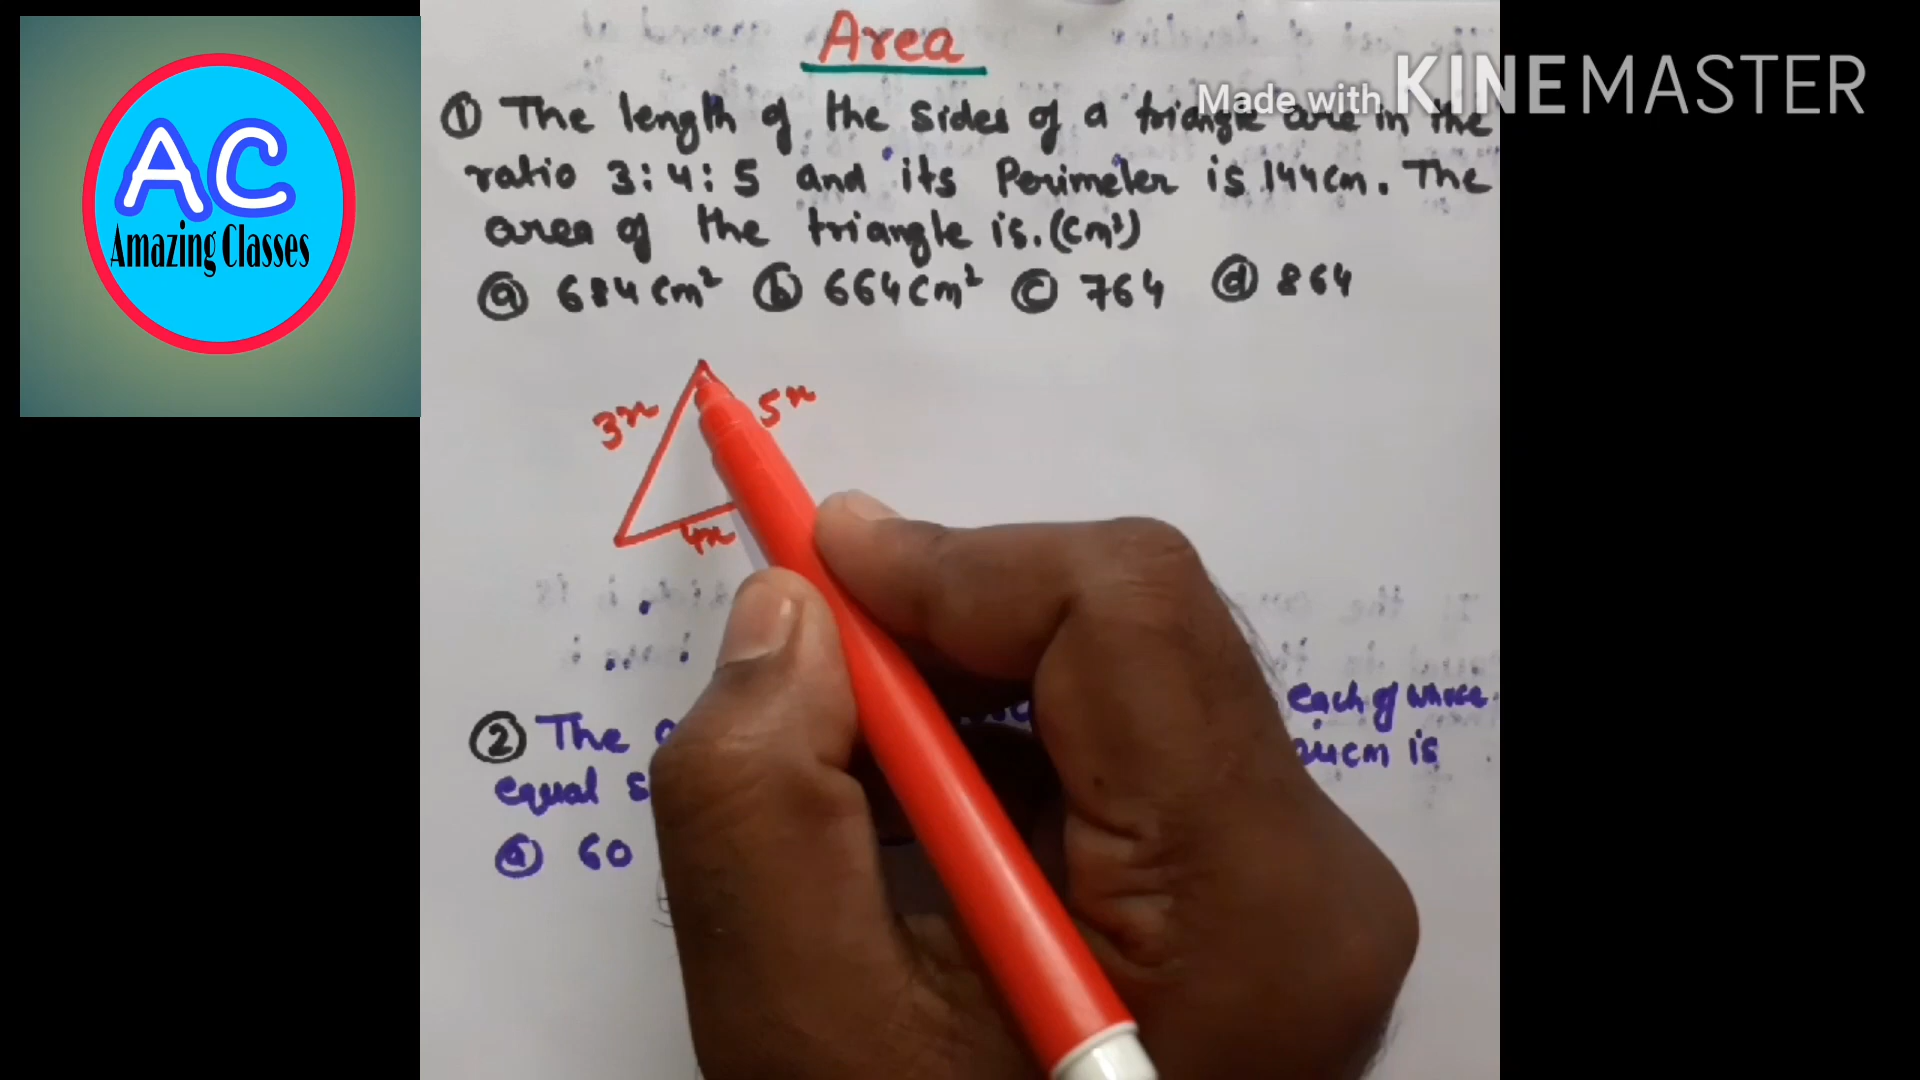 AC
Amazing Classes
Made with KINEMASTER
Area
① The length of the sides of a triangle are in the
ratio 3:4:5 and its Perimeter is 144cm. The
area of the triangle is. (cm²)
ⓐ 684cm² ⓑ 664cm² ⓒ 764 ⓓ 864
3x
5x
4x
② The each of whose
equal 24cm is
ⓐ 60